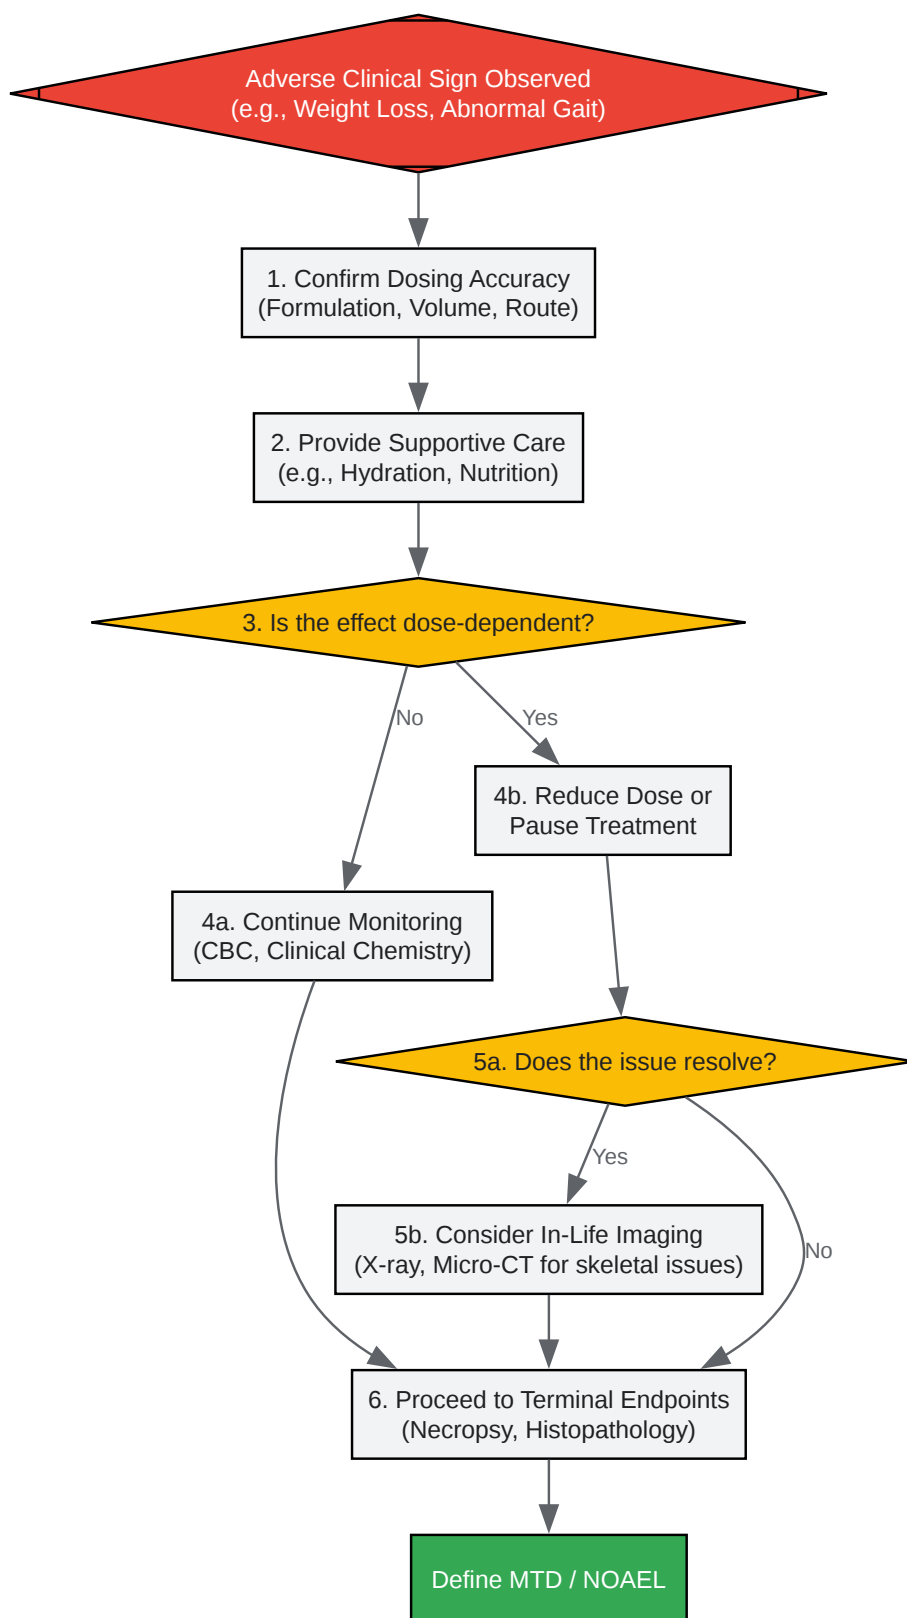 Adverse Clinical Sign Observed
(e.g., Weight Loss, Abnormal Gait)
1. Confirm Dosing Accuracy
(Formulation, Volume, Route)
2. Provide Supportive Care
(e.g., Hydration, Nutrition)
3. Is the effect dose-dependent?
No
Yes
4b. Reduce Dose or
Pause Treatment
4a. Continue Monitoring
(CBC, Clinical Chemistry)
5a. Does the issue resolve?
Yes
5b. Consider In-Life Imaging
(X-ray, Micro-CT for skeletal issues)
No
6. Proceed to Terminal Endpoints
(Necropsy, Histopathology)
Define MTD / NOAEL